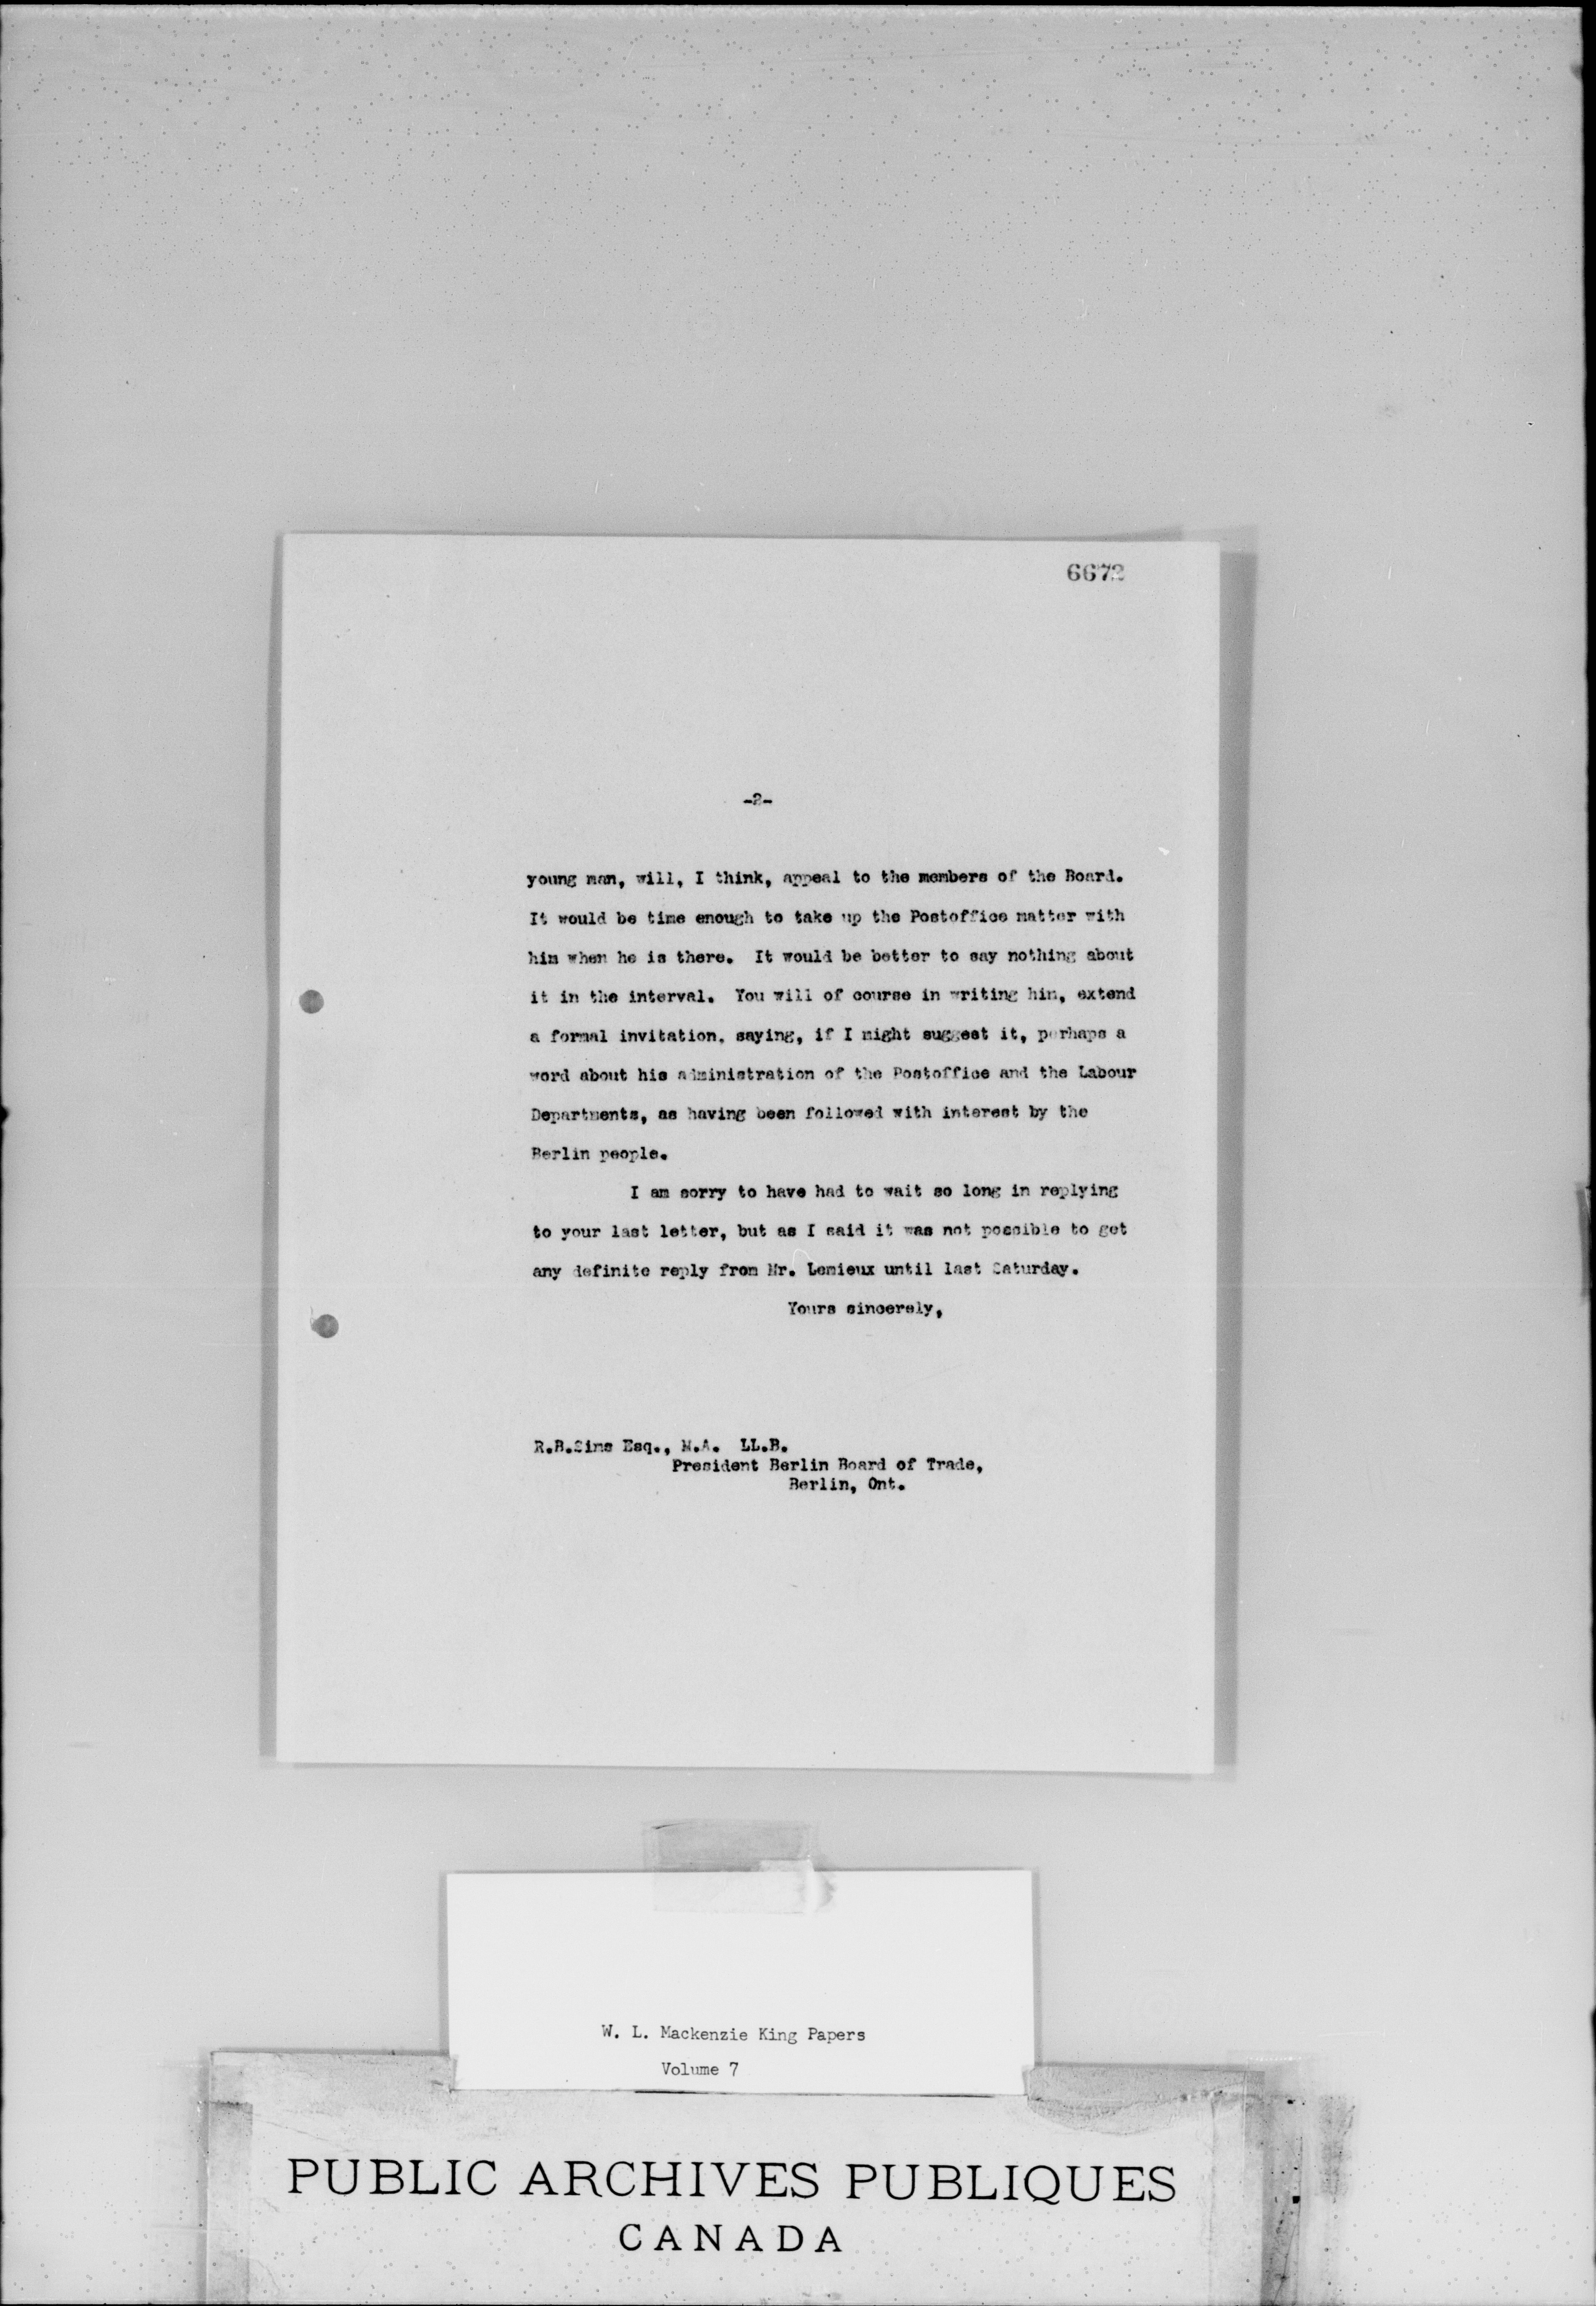 6672
-2-
young man, will, I think, appeal to the members of the Board.
It would be time enough to take up the Postoffice matter with
him when he is there. It would be better to say nothing about
it in the interval. You will of course in writing him, extend
a formal invitation, saying, if I might suggest it, perhaps a
word about his administration of the Postoffice and the Labour
Departments, as having been followed with interest by the
Berlin people.
I am sorry to have had to wait so long in replying
to your last letter, but as I said it was not possible to get
any definite reply from Mr. Lemieux until last Saturday.
Yours sincerely,
R.B.Sims Esq., M.A. LL.B.
President Berlin Board of Trade,
Berlin, Ont.
W. L. Mackenzie King Papers
Volume 7
PUBLIC ARCHIVES PUBLIQUES
CANADA